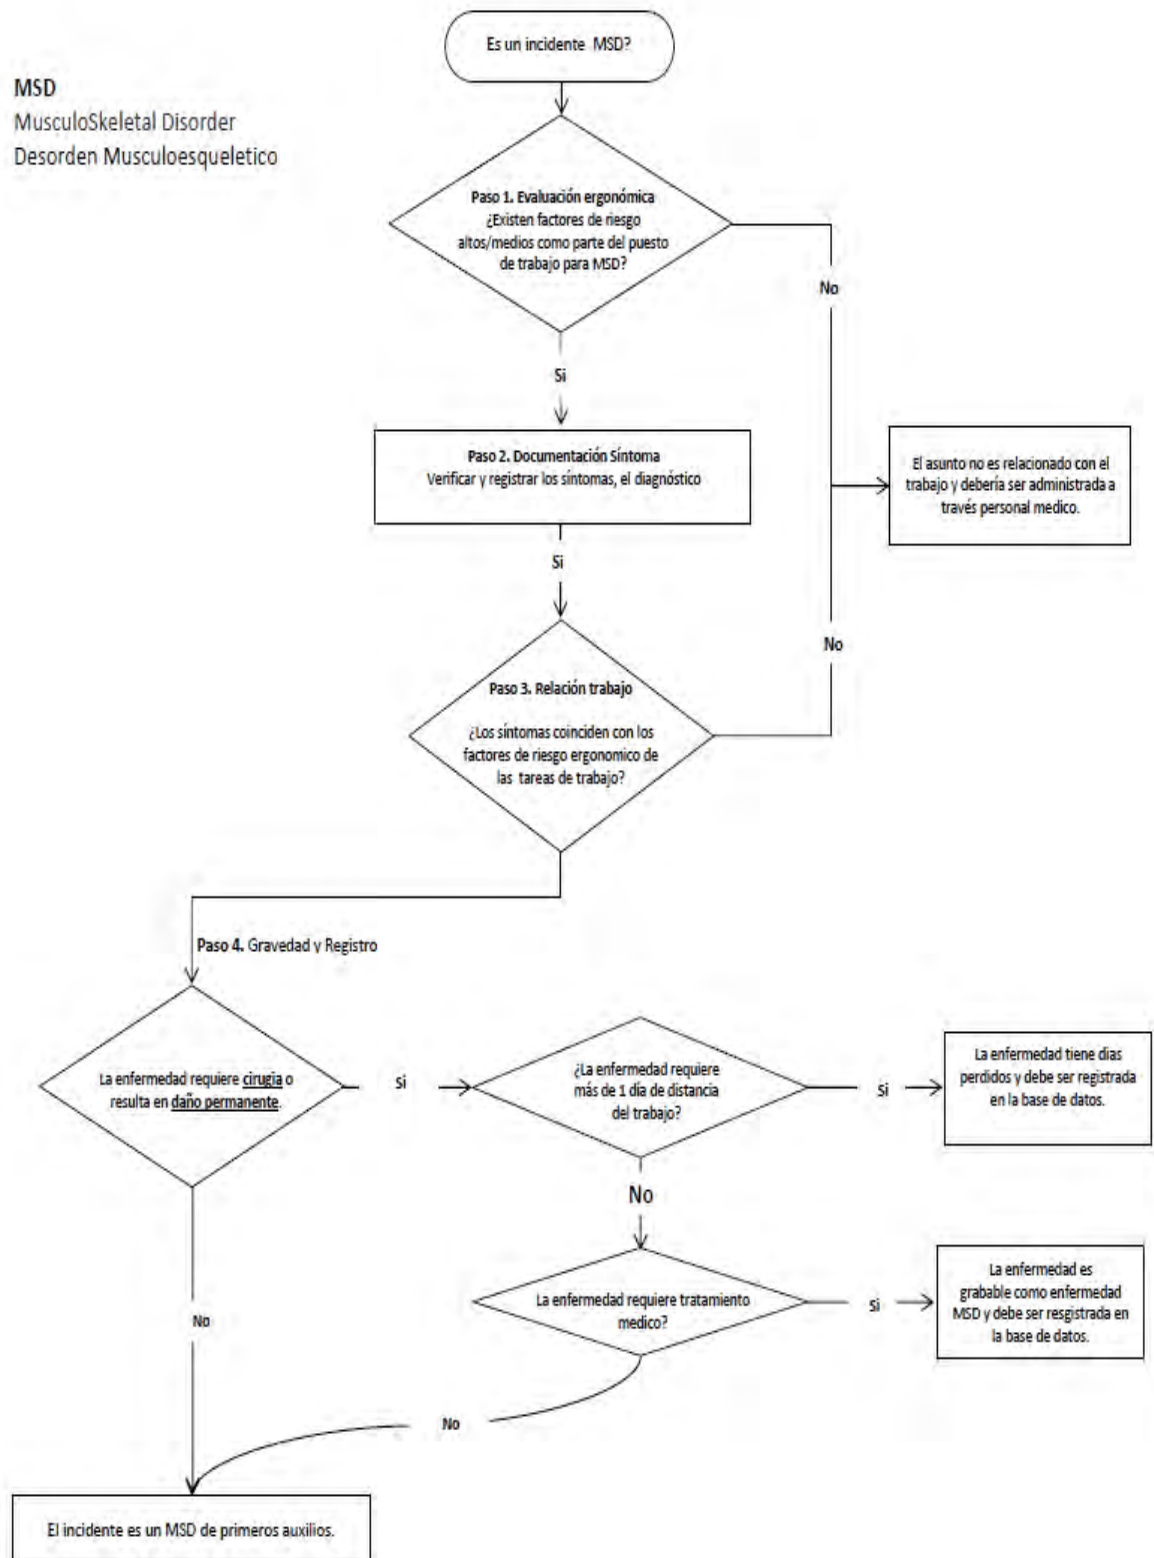 Es un incidente MSD?
MSD
MusculoSkeletal Disorder
Desorden Musculoesqueletico
Paso 1. Evaluación ergonómica
¿Existen factores de riesgo
altos/medios como parte del puesto
de trabajo para MSD?
No
Si
Paso 2. Documentación Síntoma
Verificar y registrar los síntomas, el diagnóstico
El asunto no es relacionado con el
trabajo y debería ser administrada a
través personal medico.
Si
No
Paso 3. Relación trabajo
¿Los síntomas coinciden con los
factores de riesgo ergonomico de
las tareas de trabajo?
Paso 4. Gravedad y Registro
La enfermedad requiere cirugia o
resulta en daño permanente.
Si
¿La enfermedad requiere
más de 1 día de distancia
del trabajo?
Si
La enfermedad tiene dias
perdidos y debe ser registrada
en la base de datos.
No
La enfermedad requiere tratamiento
medico?
Si
La enfermedad es
grabable como enfermedad
MSD y debe ser resgistrada en
la base de datos.
No
No
El incidente es un MSD de primeros auxilios.